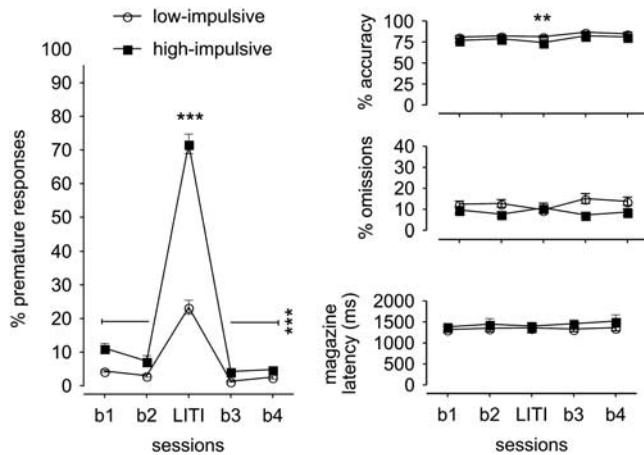 low-impulsive
high-impulsive
% premature responses
100
90
80
70
60
50
40
30
20
10
0
***
***
b1 b2 LITI b3 b4
sessions
% accuracy
100
75
50
25
0
**
% omissions
40
30
20
10
0
magazine
latency (ms)
2000
1500
1000
500
0
b1 b2 LITI b3 b4
sessions